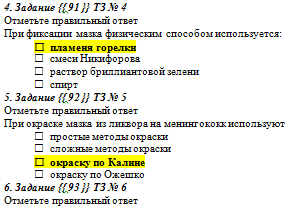 4. Задание {{ 91 }} ТЗ № 4
Отметьте правильный ответ
При фиксации мазка физическим способом используется:
□ пламеня горелки
□ смеси Никифорова
□ раствор бриллиантовой зелени
□ спирт
5. Задание {{ 92 }} ТЗ № 5
Отметьте правильный ответ
При окраске мазка из ликвора на менингококк используют
□ простые методы окраски
□ сложные методы окраски
□ окраску по Калине
□ окраску по Ожешко
6. Задание {{ 93 }} ТЗ № 6
Отметьте правильный ответ